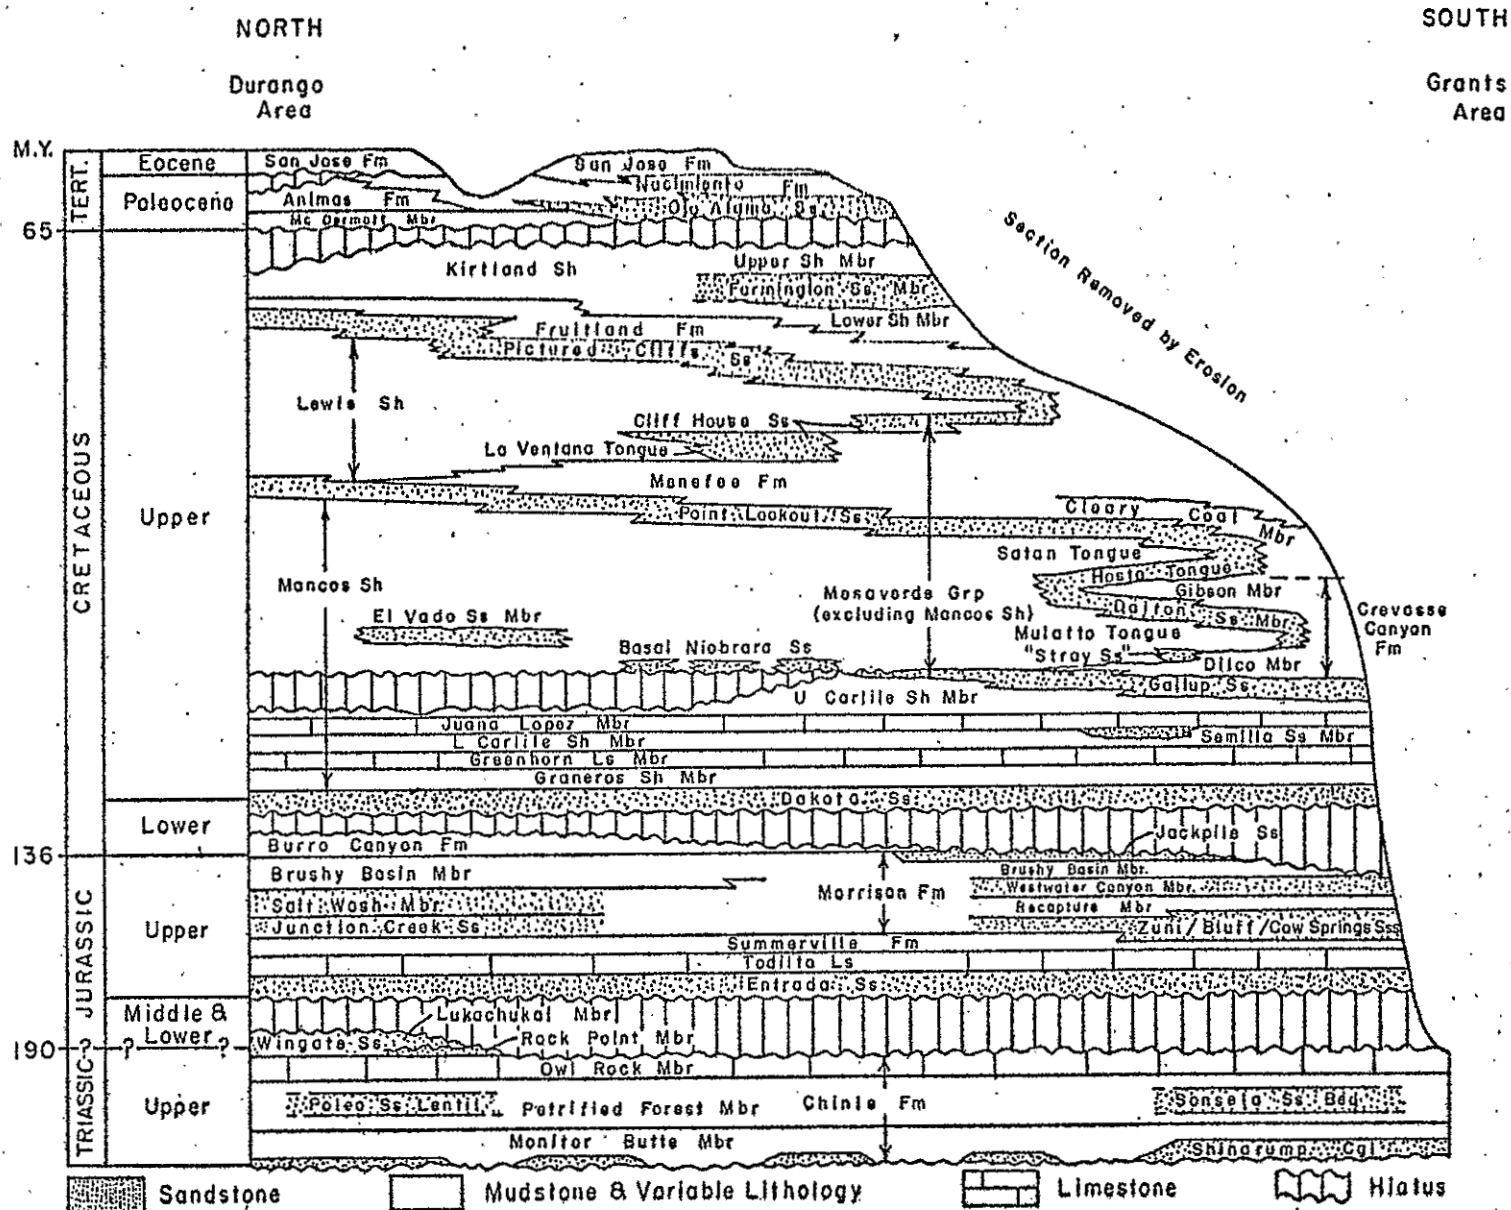 NORTH
SOUTH
Durango
Area
Grants
Area
M.Y.
TERT.
Eocene
San Jose Fm
San Jose Fm
Paleocene
Nacimiento Fm
Animas Fm
Ojo Alamo Ss
Mc Dermott Mbr
65
Section Removed by Erosion
Kirtland Sh
Upper Sh Mbr
Farmington Ss Mbr
Lower Sh Mbr
Fruitland Fm
Pictured Cliffs Ss
Lewis Sh
Cliff House Ss
La Ventana Tongue
Menefee Fm
CRETACEOUS
Upper
Point Lookout Ss
Cleary Coal Mbr
Satan Tongue
Hosta Tongue
Mancos Sh
Gibson Mbr
Mesaverde Grp
(excluding Mancos Sh)
Dalton Ss Mbr
Crevasse
Canyon
Fm
El Vado Ss Mbr
Mulatto Tongue
"Stray Ss"
Basal Niobrara Ss
Dilco Mbr
Gallup Ss
U Carlile Sh Mbr
Juana Lopez Mbr
L Carlile Sh Mbr
Semilla Ss Mbr
Greenhorn Ls Mbr
Graneros Sh Mbr
Dakota Ss
Lower
Jackpile Ss
Burro Canyon Fm
136
Brushy Basin Mbr
Brushy Basin Mbr.
Morrison Fm
Westwater Canyon Mbr.
Salt Wash Mbr
Recapture Mbr
JURASSIC
Upper
Junction Creek Ss
Zuni/Bluff/Cow Springs Sss
Summerville Fm
Todilto Ls
Entrada Ss
Middle &
Lower
Lukachukai Mbr
Wingate Ss
Rock Point Mbr
190
? ?
Owl Rock Mbr
TRIASSIC ?
Upper
Poleo Ss Lentil
Petrified Forest Mbr
Chinle Fm
Sonsela Ss Bed
Monitor Butte Mbr
Shinarump Cgl
Sandstone
Mudstone & Variable Lithology
Limestone
Hiatus